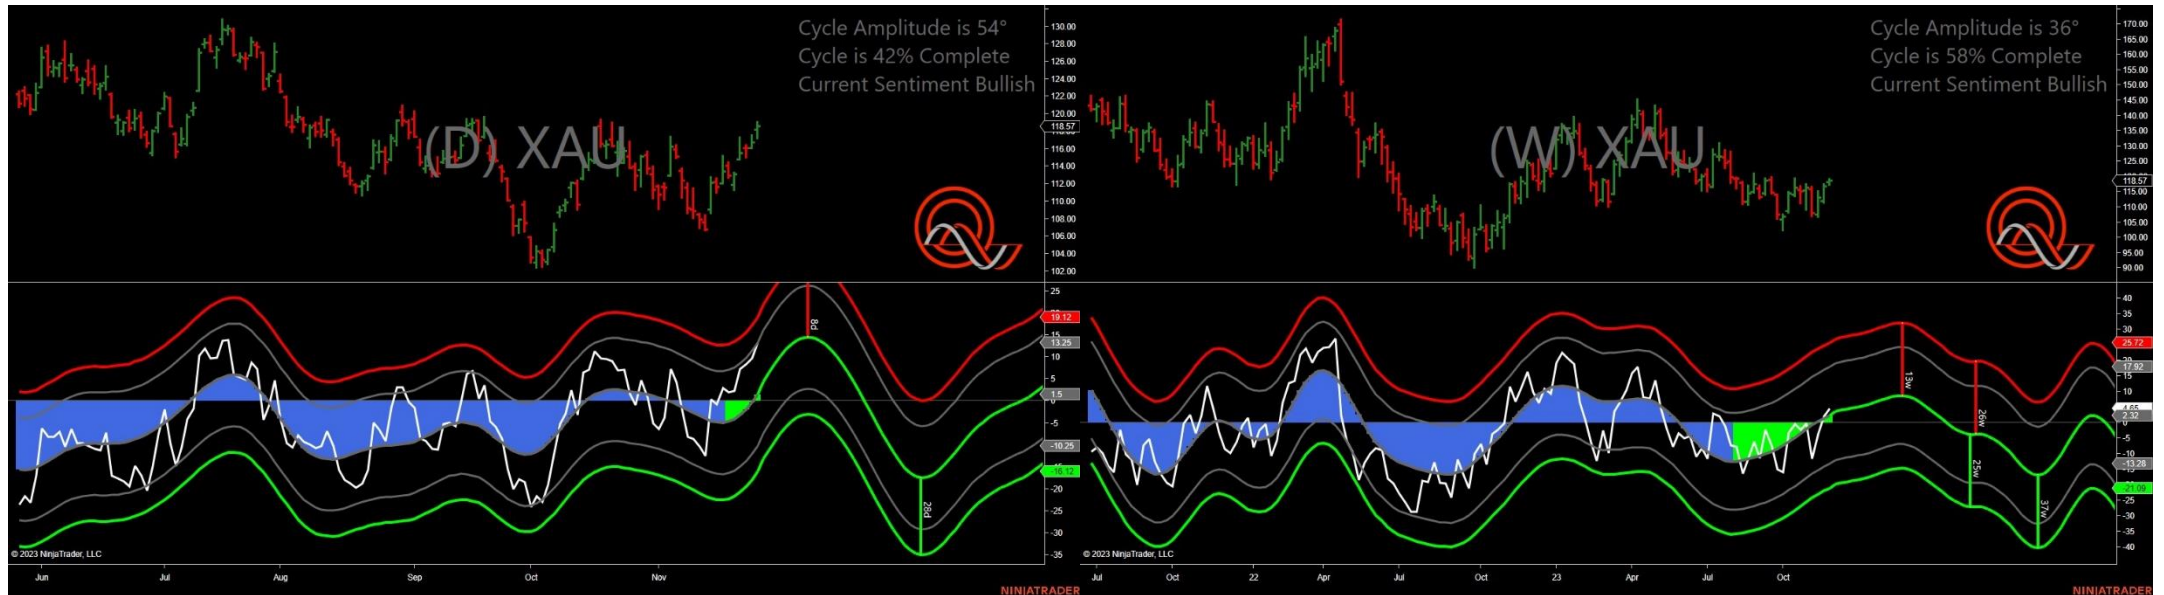 Cycle Amplitude is 54°
Cycle is 42% Complete
Current Sentiment Bullish
(D) XAU
130.00
128.00
126.00
124.00
122.00
120.00
118.57
116.00
114.00
112.00
110.00
108.00
106.00
104.00
102.00
25
19.12
15
13.25
10
5
1.5
0
-5
-10.25
-16.12
-20
-25
-30
-35
8d
28d
© 2023 NinjaTrader, LLC
Jun
Jul
Aug
Sep
Oct
Nov
NINJATRADER
Cycle Amplitude is 36°
Cycle is 58% Complete
Current Sentiment Bullish
(W) XAU
170.00
165.00
160.00
155.00
150.00
145.00
140.00
135.00
130.00
125.00
118.57
115.00
110.00
105.00
100.00
95.00
90.00
40
35
30
25.72
17.92
15
10
4.65
2.32
0
-5
-10
-13.28
-21.09
-25
-30
-35
-40
13w
26w
25w
37w
© 2023 NinjaTrader, LLC
Jul
Oct
22
Apr
Jul
Oct
23
Apr
Jul
Oct
NINJATRADER